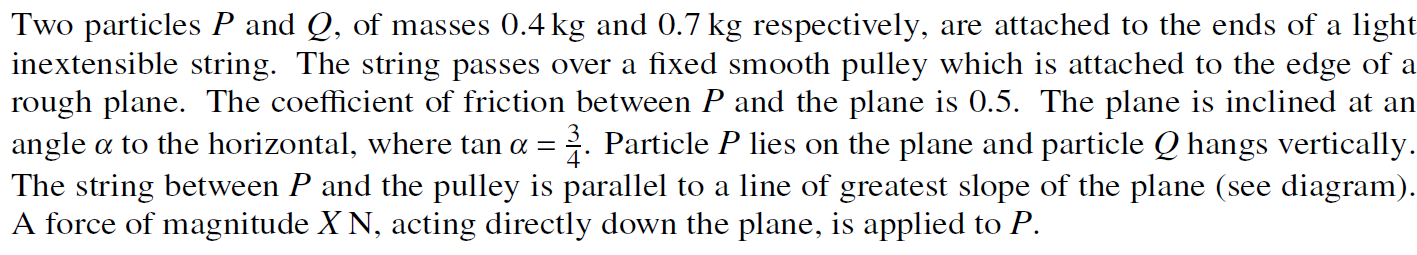 Two particles P and Q, of masses 0.4 kg and 0.7 kg respectively, are attached to the ends of a light
inextensible string. The string passes over a fixed smooth pulley which is attached to the edge of a
rough plane. The coefficient of friction between P and the plane is 0.5. The plane is inclined at an
angle α to the horizontal, where tan α = 3/4. Particle P lies on the plane and particle Q hangs vertically.
The string between P and the pulley is parallel to a line of greatest slope of the plane (see diagram).
A force of magnitude X N, acting directly down the plane, is applied to P.